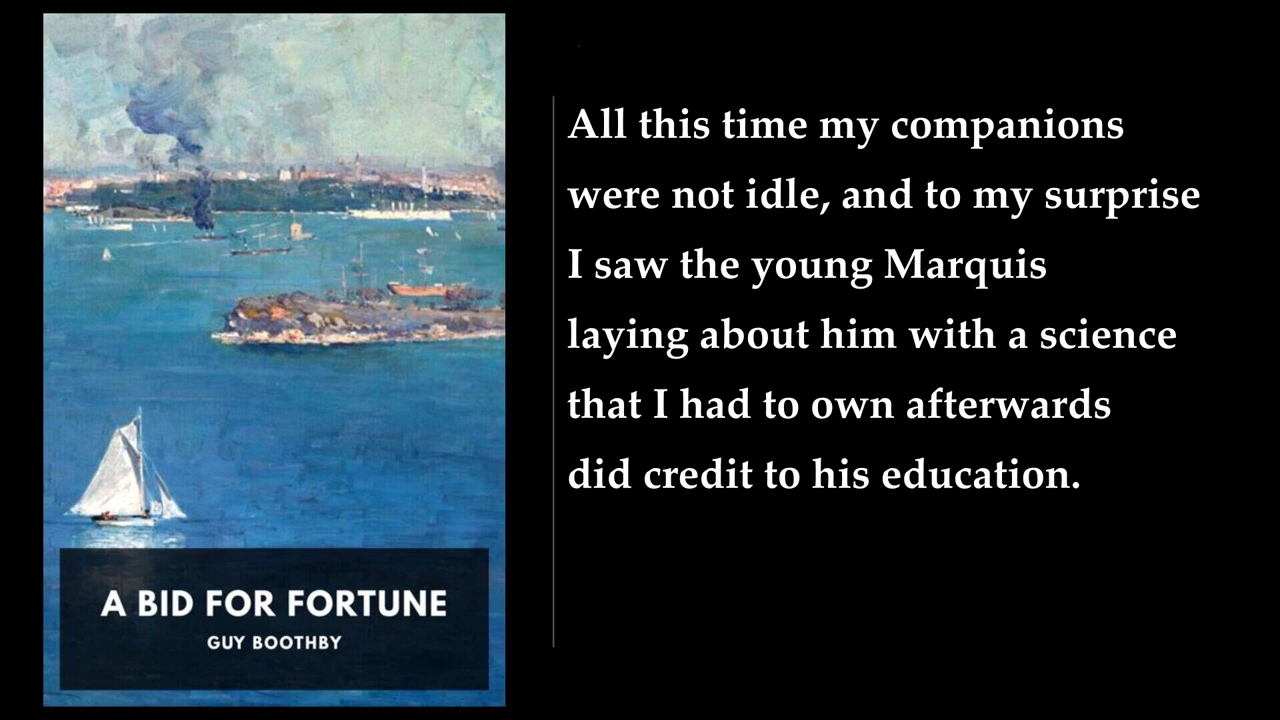 All this time my companions
were not idle, and to my surprise
I saw the young Marquis
laying about him with a science
that I had to own afterwards
did credit to his education.
A BID FOR FORTUNE
GUY BOOTHBY